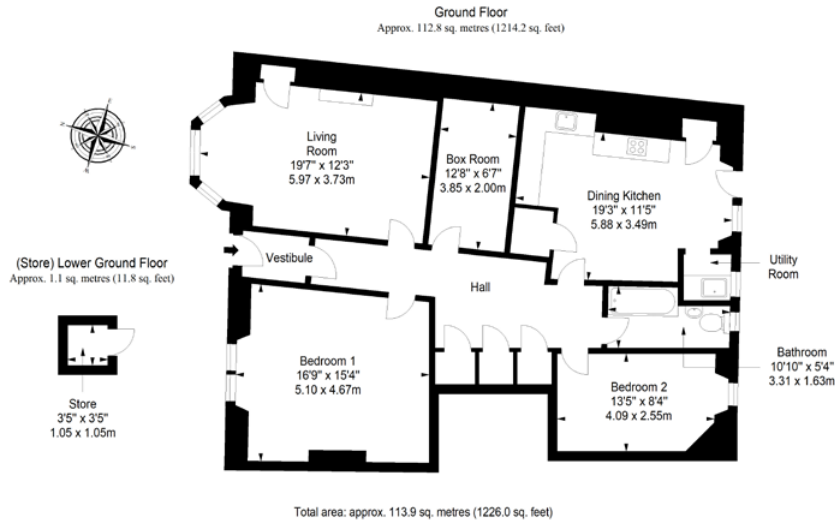 Ground Floor
Approx. 112.8 sq. metres (1214.2 sq. feet)
Living
Room
19'7" x 12'3"
5.97 x 3.73m
Box Room
12'8" x 6'7"
3.85 x 2.00m
Dining Kitchen
19'3" x 11'5"
5.88 x 3.49m
(Store) Lower Ground Floor
Approx. 1.1 sq. metres (11.8 sq. feet)
Vestibule
Utility
Room
Hall
Store
3'5" x 3'5"
1.05 x 1.05m
Bedroom 1
16'9" x 15'4"
5.10 x 4.67m
Bathroom
10'10" x 5'4"
3.31 x 1.63m
Bedroom 2
13'5" x 8'4"
4.09 x 2.55m
Total area: approx. 113.9 sq. metres (1226.0 sq. feet)